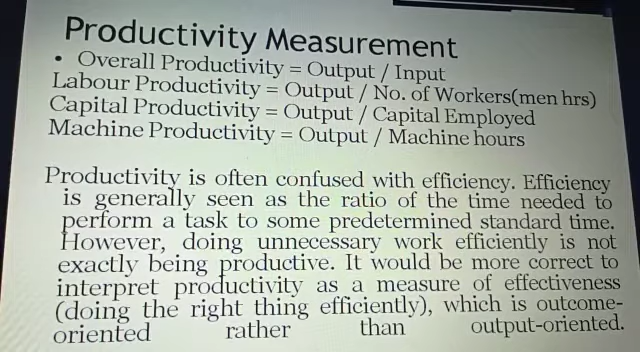 Productivity Measurement
• Overall Productivity = Output / Input
Labour Productivity = Output / No. of Workers(men hrs)
Capital Productivity = Output / Capital Employed
Machine Productivity = Output / Machine hours
Productivity is often confused with efficiency. Efficiency
is generally seen as the ratio of the time needed to
perform a task to some predetermined standard time.
However, doing unnecessary work efficiently is not
exactly being productive. It would be more correct to
interpret productivity as a measure of effectiveness
(doing the right thing efficiently), which is outcome-
oriented rather than output-oriented.